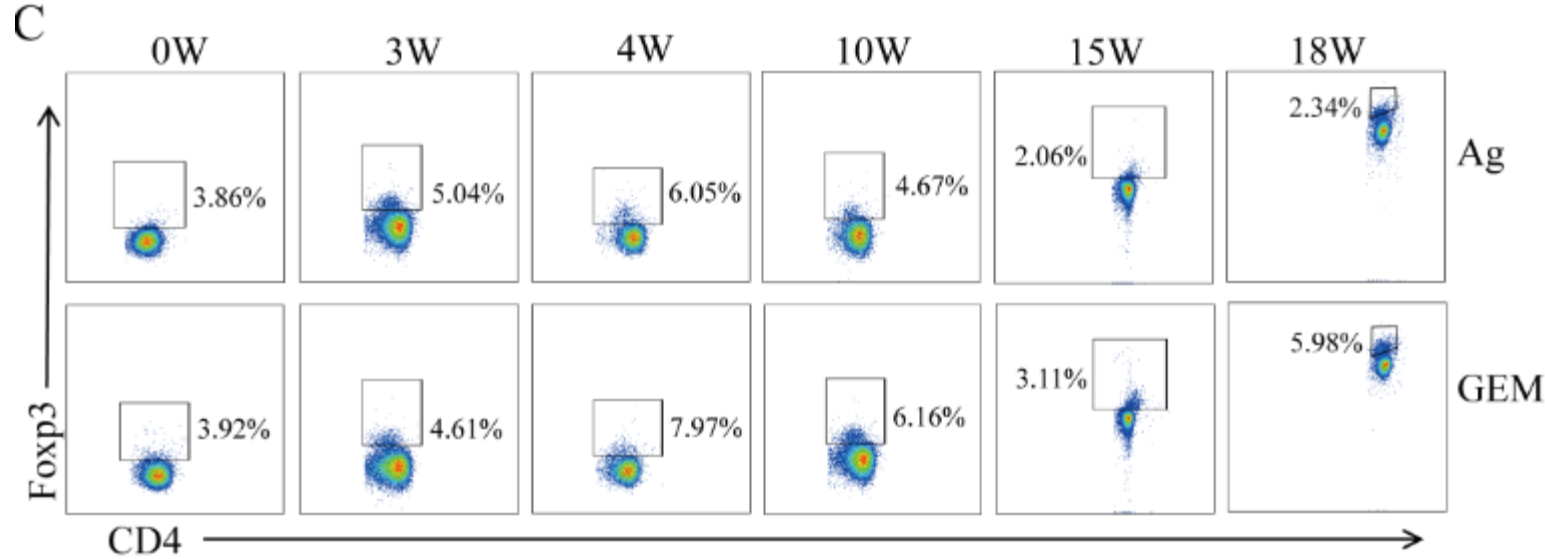 C
0W 3W 4W 10W 15W 18W
3.86% 5.04% 6.05% 4.67% 2.06% 2.34% Ag
3.92% 4.61% 7.97% 6.16% 3.11% 5.98% GEM
Foxp3
CD4